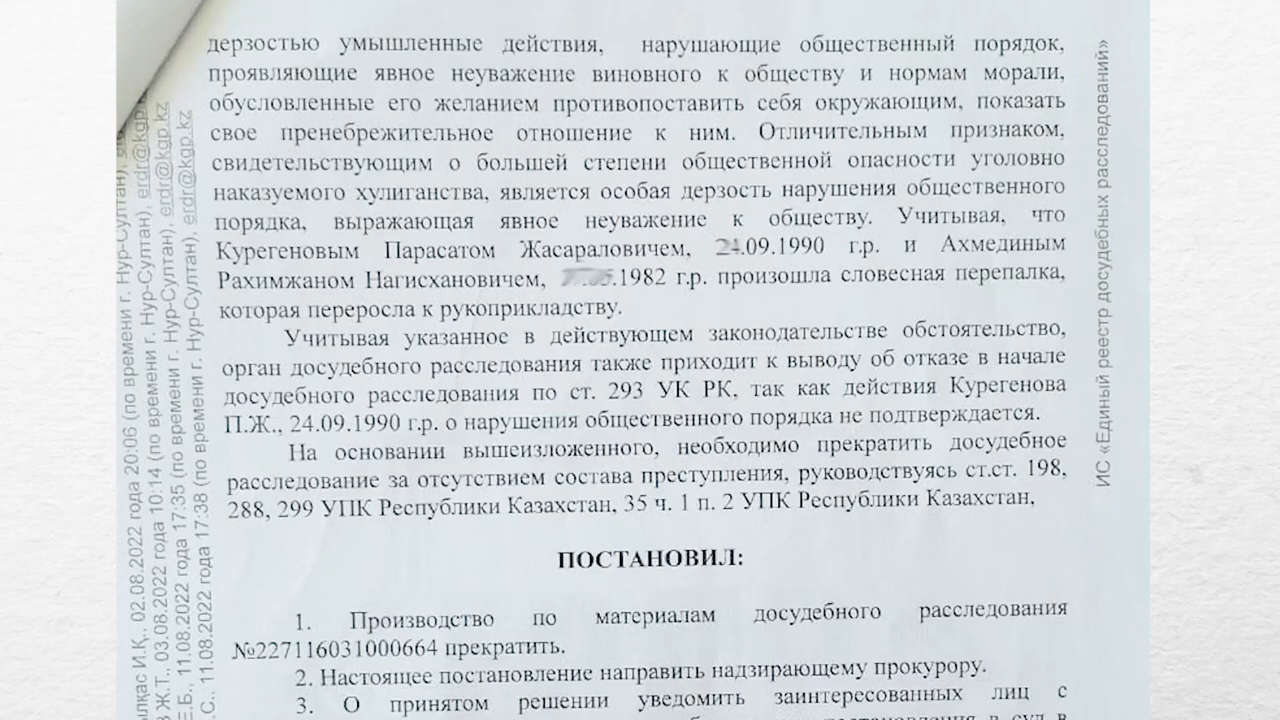 дерзостью умышленные действия, нарушающие общественный порядок,
проявляющие явное неуважение виновного к обществу и нормам морали,
обусловленные его желанием противопоставить себя окружающим, показать
свое пренебрежительное отношение к ним. Отличительным признаком,
свидетельствующим о большей степени общественной опасности уголовно
наказуемого хулиганства, является особая дерзость нарушения общественного
порядка, выражающая явное неуважение к обществу. Учитывая, что
Курегеновым Парасатом Жасараловичем, .09.1990 г.р. и Ахмединым
Рахимжаном Нагисхановичем, .1982 г.р. произошла словесная перепалка,
которая переросла к рукоприкладству.
Учитывая указанное в действующем законодательстве обстоятельство,
орган досудебного расследования также приходит к выводу об отказе в начале
досудебного расследования по ст. 293 УК РК, так как действия Курегенова
П.Ж., 24.09.1990 г.р. о нарушения общественного порядка не подтверждается.
На основании вышеизложенного, необходимо прекратить досудебное
расследование за отсутствием состава преступления, руководствуясь ст.ст. 198,
288, 299 УПК Республики Казахстан, 35 ч. 1 п. 2 УПК Республики Казахстан,
ПОСТАНОВИЛ:
1. Производство по материалам досудебного расследования
№227116031000664 прекратить.
2. Настоящее постановление направить надзирающему прокурору.
3. О принятом решении уведомить заинтересованных лиц с
И.Қ., 02.08.2022 года 20:06 (по времени г. Нур-Султан),
Ж.Т., 03.08.2022 года 10:14 (по времени г. Нур-Султан), erdr@kgp.kz
Е.Б., 11.08.2022 года 17:35 (по времени г. Нур-Султан), erdr@kgp.kz
С., 11.08.2022 года 17:38 (по времени г. Нур-Султан), erdr@kgp.kz
ИС «Единый реестр досудебных расследований»